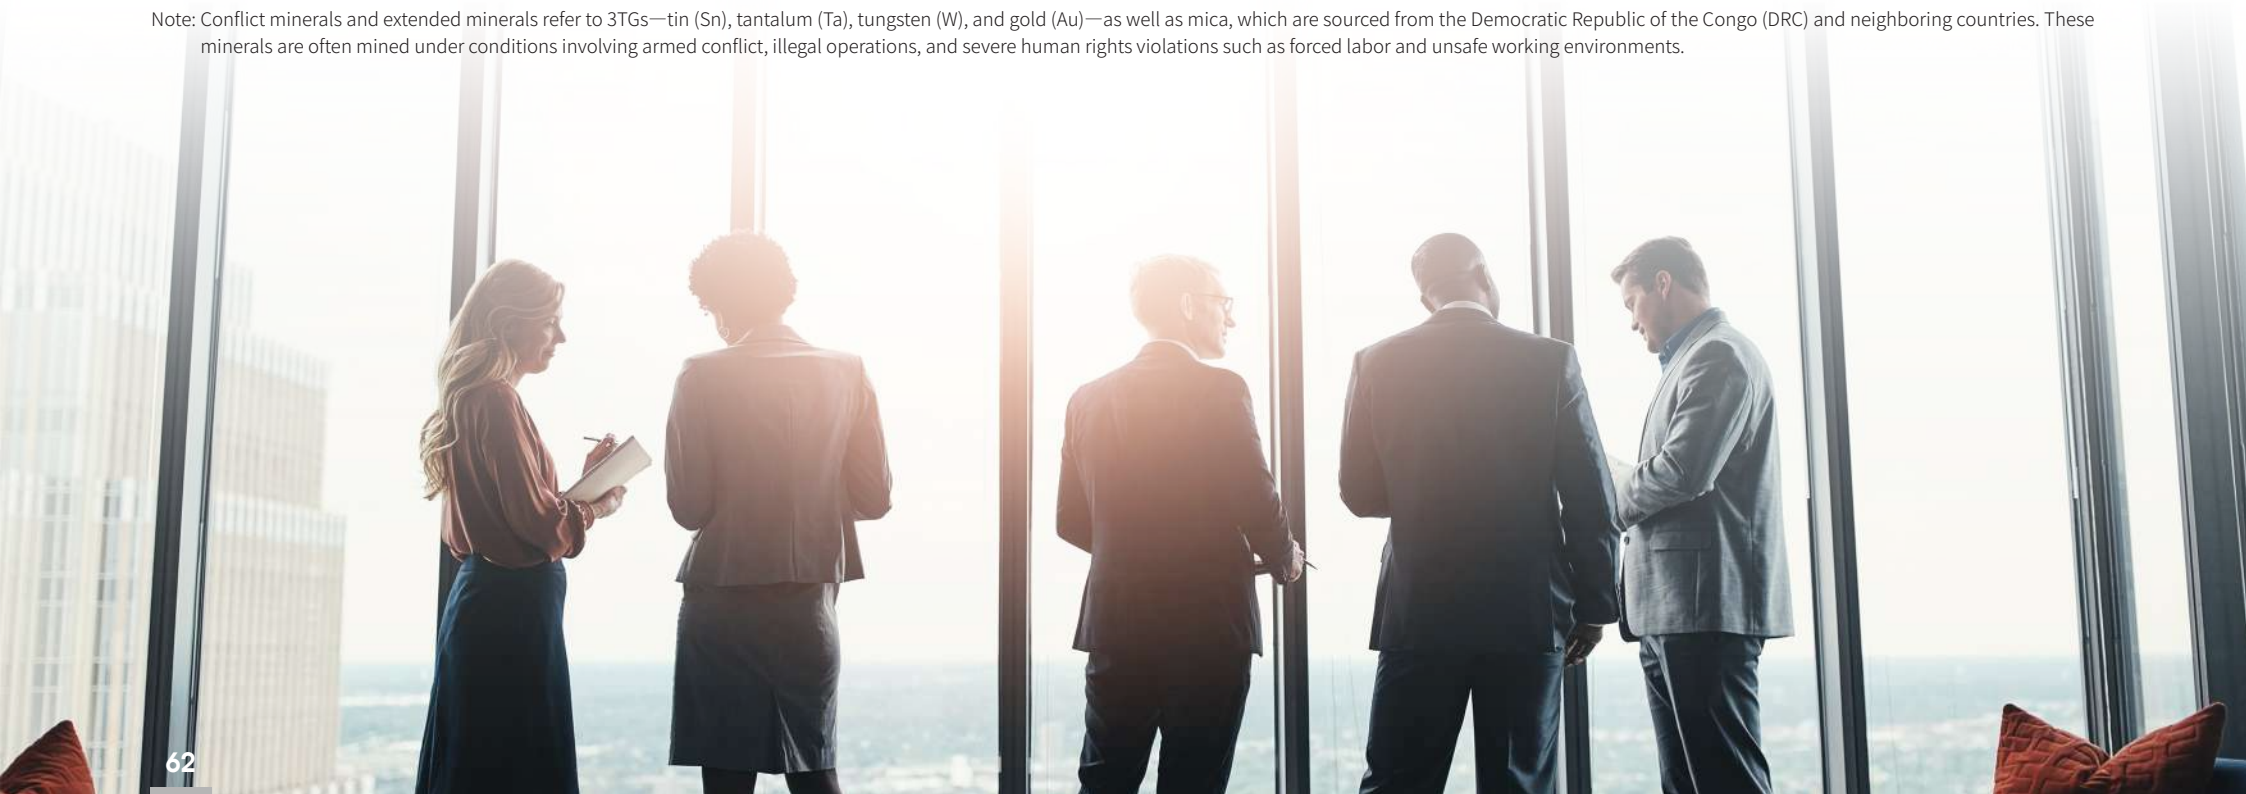 Note: Conflict minerals and extended minerals refer to 3TGs—tin (Sn), tantalum (Ta), tungsten (W), and gold (Au)—as well as mica, which are sourced from the Democratic Republic of the Congo (DRC) and neighboring countries. These
minerals are often mined under conditions involving armed conflict, illegal operations, and severe human rights violations such as forced labor and unsafe working environments.
62